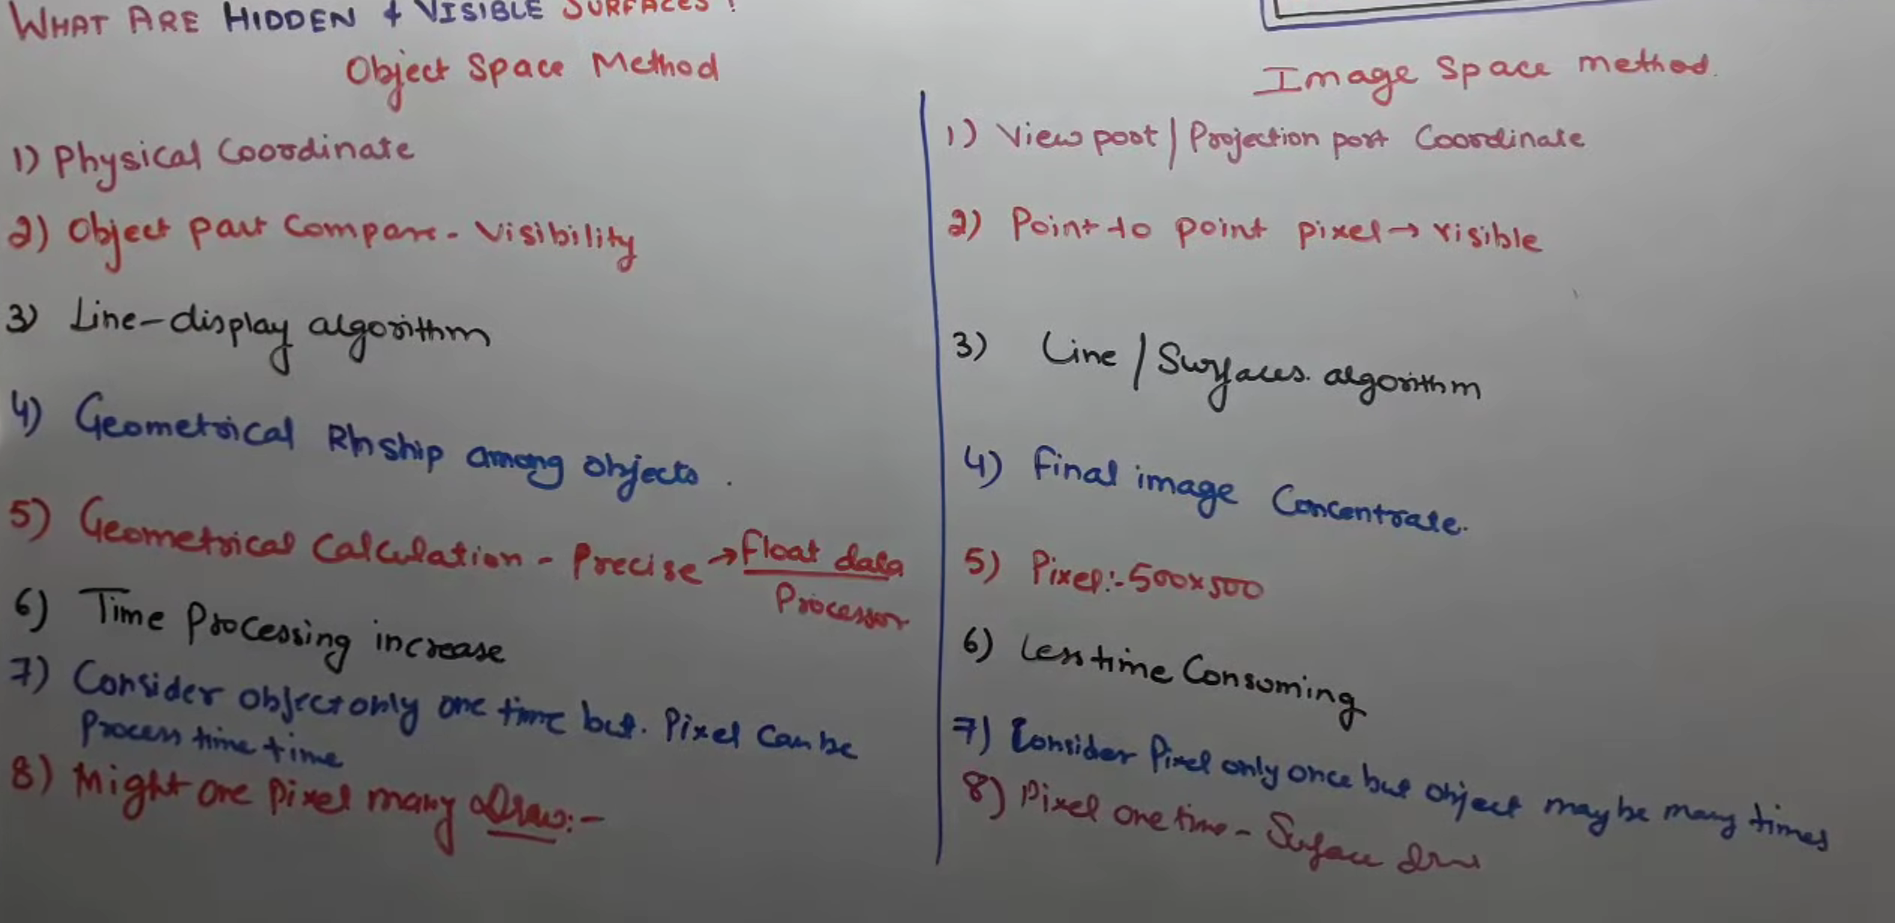 WHAT ARE HIDDEN & VISIBLE SURFACES?
Object Space Method
1) Physical Coordinate
2) Object part Compare - Visibility
3) Line-display algorithm
4) Geometrical Rlnship among objects.
5) Geometrical Calculation - Precise → Float data
Processor
6) Time Processing increase
7) Consider object only one time but. Pixel can be
Process time time
8) Might one pixel many Draw:-
Image Space method.
1) View port / Projection port Coordinate
2) Point to point pixel → visible
3) Line / Surfaces. algorithm
4) Final image Concentrate.
5) Pixel:- 500x500
6) Less time Consuming
7) Consider Pixel only once but object may be many times
8) Pixel one time - Surface